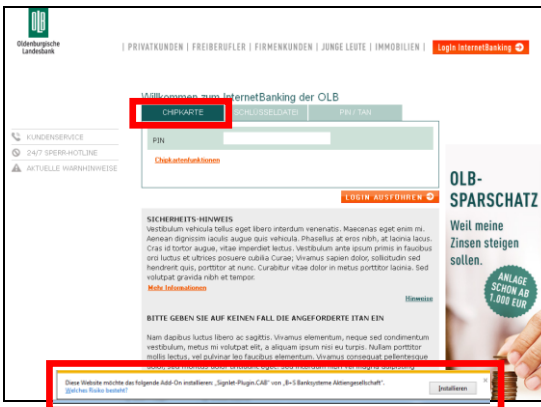 Oldenburgische
Landesbank
| PRIVATKUNDEN | FREIBERUFLER | FIRMENKUNDEN | JUNGE LEUTE | IMMOBILIEN |
Login InternetBanking
Willkommen zum InternetBanking der OLB
CHIPKARTE
SCHLÜSSELDATEI
PIN / TAN
KUNDENSERVICE
24/7 SPERR-HOTLINE
AKTUELLE WARNHINWEISE
PIN
Chipkartenfunktionen
LOGIN AUSFÜHREN
SICHERHEITS-HINWEIS
Vestibulum vehicula tellus eget libero interdum venenatis. Maecenas eget enim mi.
Aenean dignissim iaculis augue quis vehicula. Phasellus at eros nibh, at lacinia lacus.
Cras id tortor augue, vitae imperdiet lectus. Vestibulum ante ipsum primis in faucibus
orci luctus et ultrices posuere cubilia Curae; Vivamus sapien dolor, sollicitudin sed
hendrerit quis, porttitor at nunc. Curabitur vitae dolor in metus porttitor lacinia. Sed
volutpat gravida nibh et tempor.
Mehr Informationen
Hinweise
BITTE GEBEN SIE AUF KEINEN FALL DIE ANGEFORDERTE ITAN EIN
Nam dapibus luctus libero ac sagittis. Vivamus elementum, neque sed condimentum
vestibulum, metus mi volutpat elit, a aliquam ipsum nisi eu turpis. Nullam porttitor
mollis lectus, vel pulvinar leo faucibus elementum. Vivamus consequat pellentesque
OLB-
SPARSCHATZ
Weil meine
Zinsen steigen
sollen.
ANLAGE
SCHON AB
1.000 EUR
Diese Website möchte das folgende Add-On installieren: „Signlet-Plugin.CAB“ von „B+S Banksysteme Aktiengesellschaft“.
Welches Risiko besteht?
Installieren